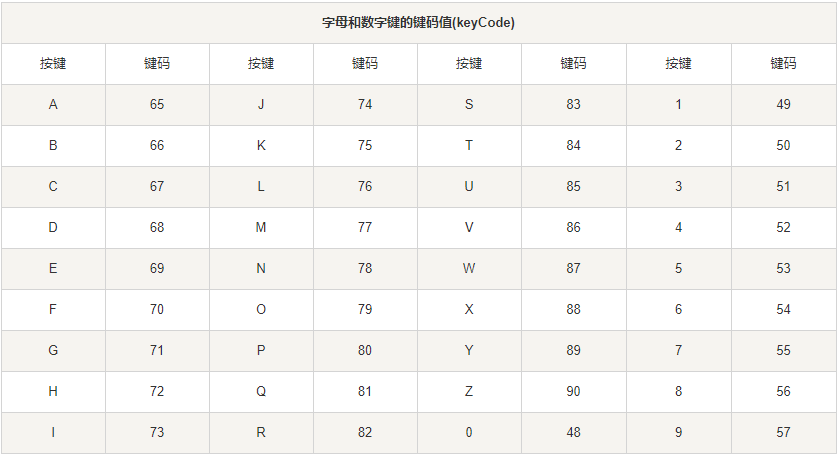 字母和数字键的键码值(keyCode)
按键 键码 按键 键码 按键 键码 按键 键码
A 65 J 74 S 83 1 49
B 66 K 75 T 84 2 50
C 67 L 76 U 85 3 51
D 68 M 77 V 86 4 52
E 69 N 78 W 87 5 53
F 70 O 79 X 88 6 54
G 71 P 80 Y 89 7 55
H 72 Q 81 Z 90 8 56
I 73 R 82 0 48 9 57